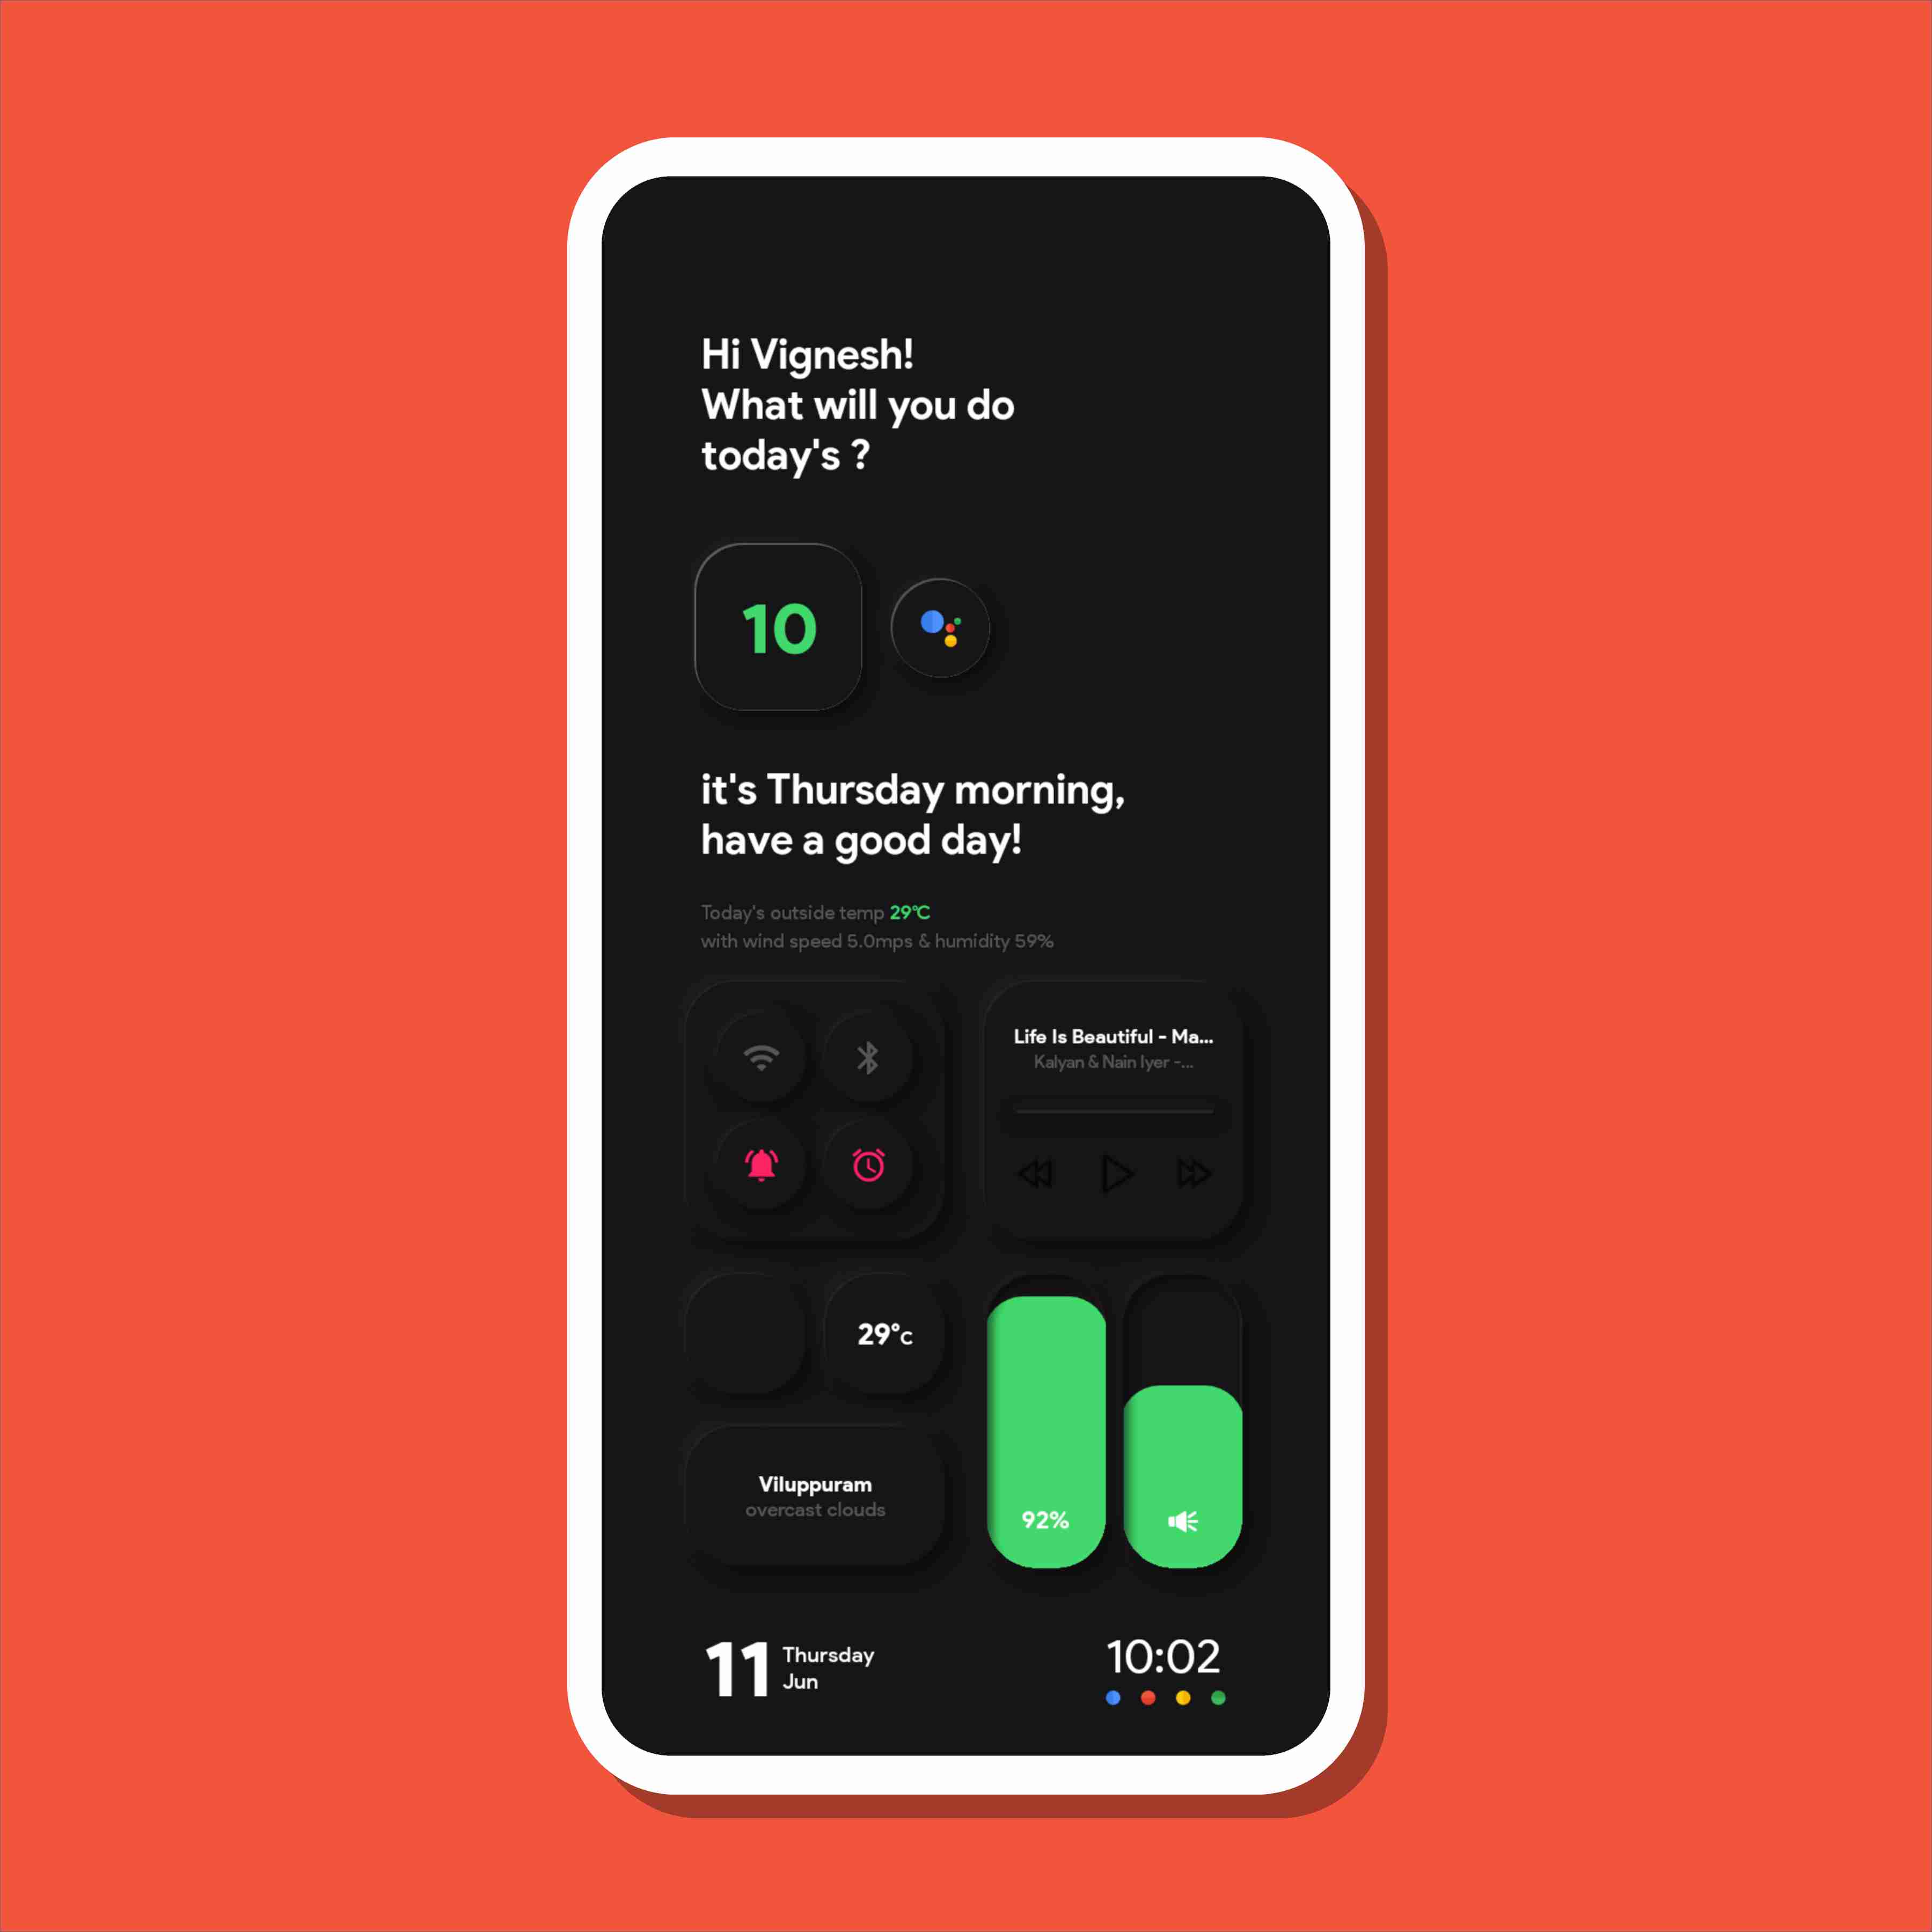 Hi Vignesh!
What will you do
today's ?
10
it's Thursday morning,
have a good day!
Today's outside temp 29°C
with wind speed 5.0mps & humidity 59%
Life Is Beautiful - Ma...
Kalyan & Nain Iyer -...
29°c
Viluppuram
overcast clouds
92%
11 Thursday
Jun
10:02